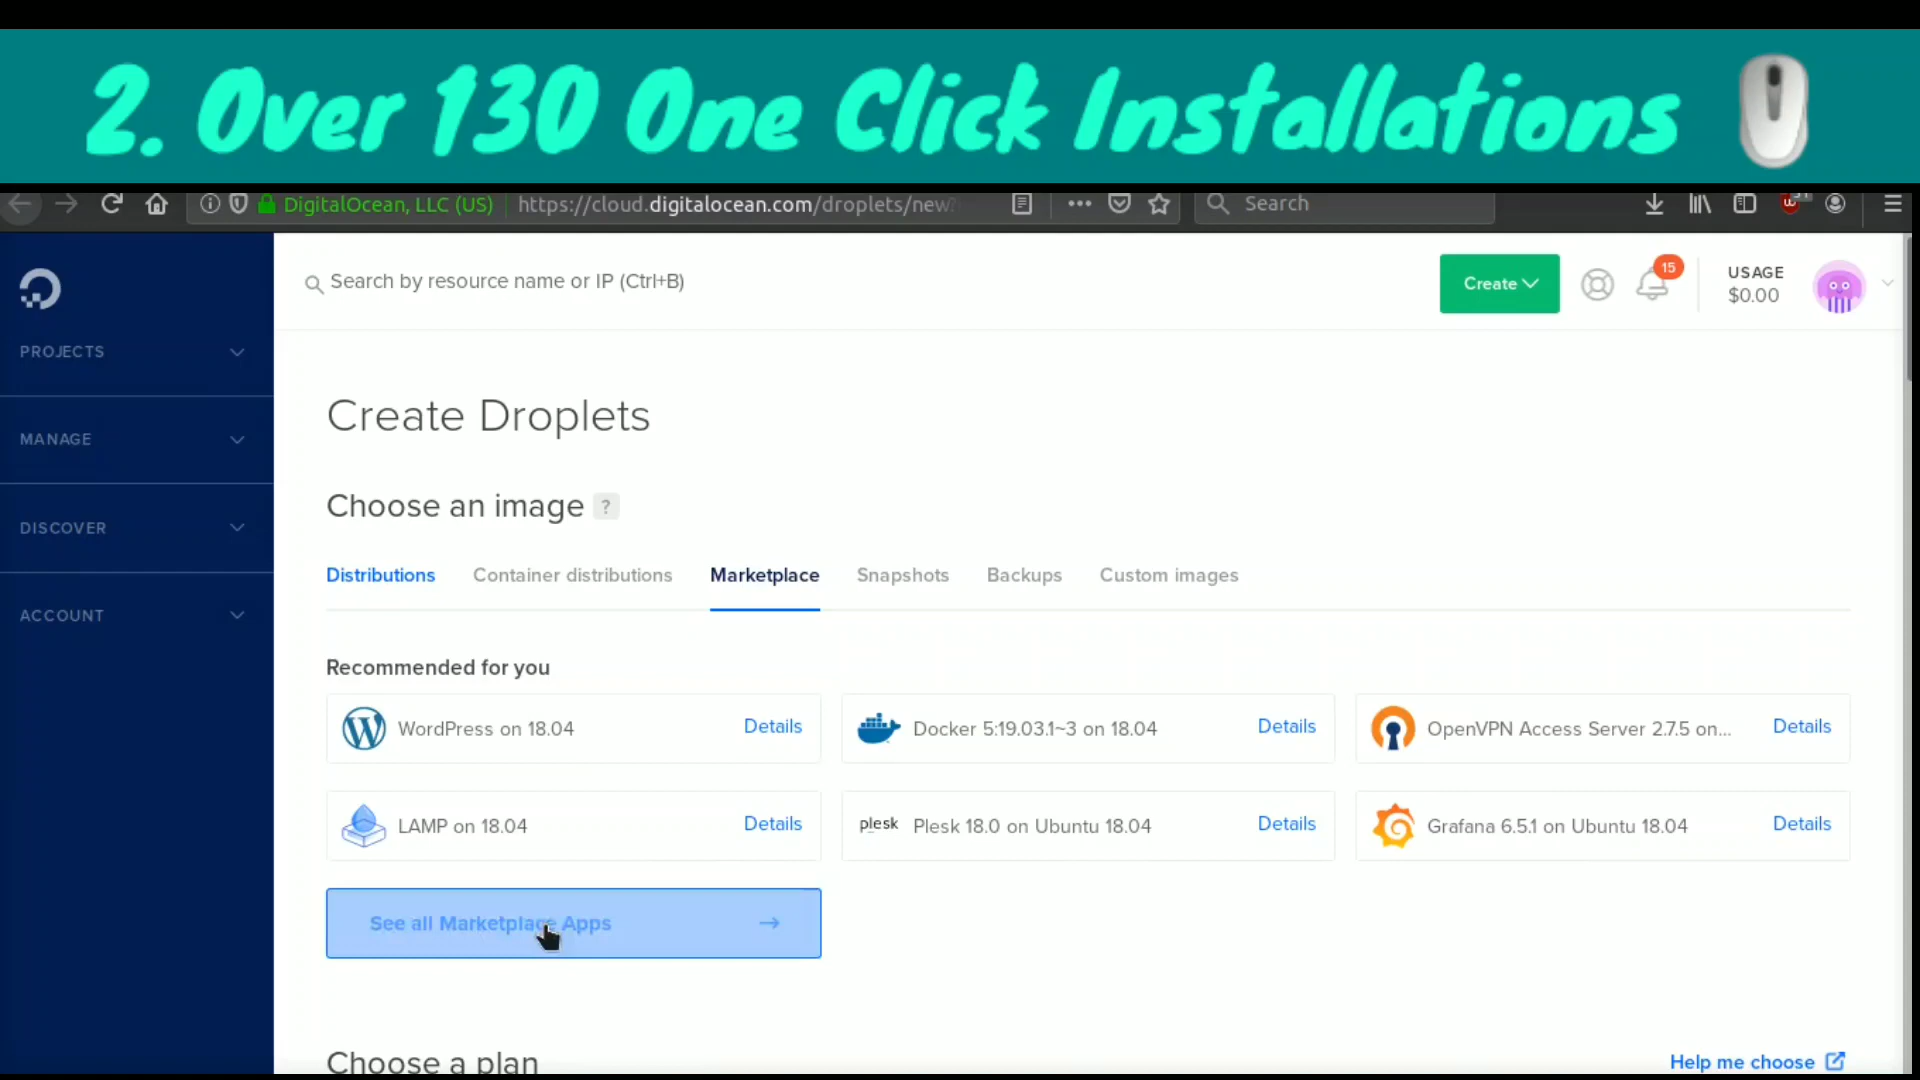 2. Over 130 One Click Installations
DigitalOcean, LLC (US) https://cloud.digitalocean.com/droplets/new? Search
Search by resource name or IP (Ctrl+B)
Create
15
USAGE
$0.00
PROJECTS
MANAGE
DISCOVER
ACCOUNT
Create Droplets
Choose an image ?
Distributions Container distributions Marketplace Snapshots Backups Custom images
Recommended for you
WordPress on 18.04 Details
Docker 5:19.03.1~3 on 18.04 Details
OpenVPN Access Server 2.7.5 on... Details
LAMP on 18.04 Details
plesk Plesk 18.0 on Ubuntu 18.04 Details
Grafana 6.5.1 on Ubuntu 18.04 Details
See all Marketplace Apps
Choose a plan
Help me choose